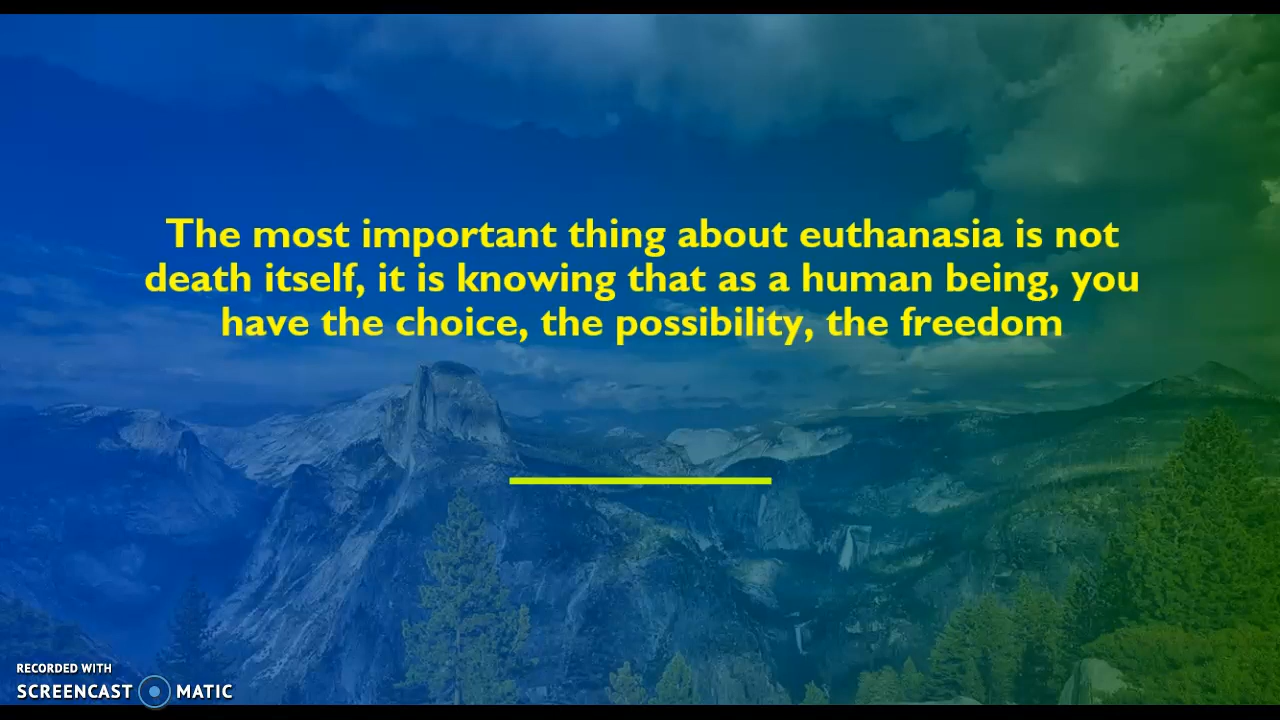 The most important thing about euthanasia is not
death itself, it is knowing that as a human being, you
have the choice, the possibility, the freedom
RECORDED WITH
SCREENCAST MATIC